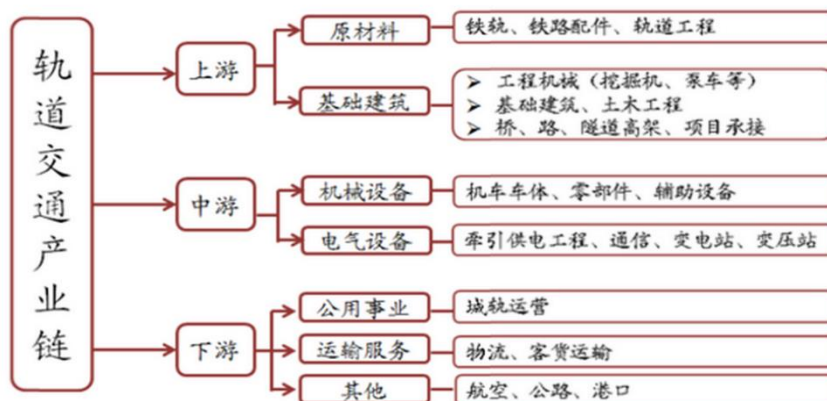 轨道交通产业链
上游
原材料
铁轨、铁路配件、轨道工程
基础建筑
➢ 工程机械（挖掘机、泵车等）
➢ 基础建筑、土木工程
➢ 桥、路、隧道高架、项目承接
中游
机械设备
机车车体、零部件、辅助设备
电气设备
牵引供电工程、通信、变电站、变压站
下游
公用事业
城轨运营
运输服务
物流、客货运输
其他
航空、公路、港口